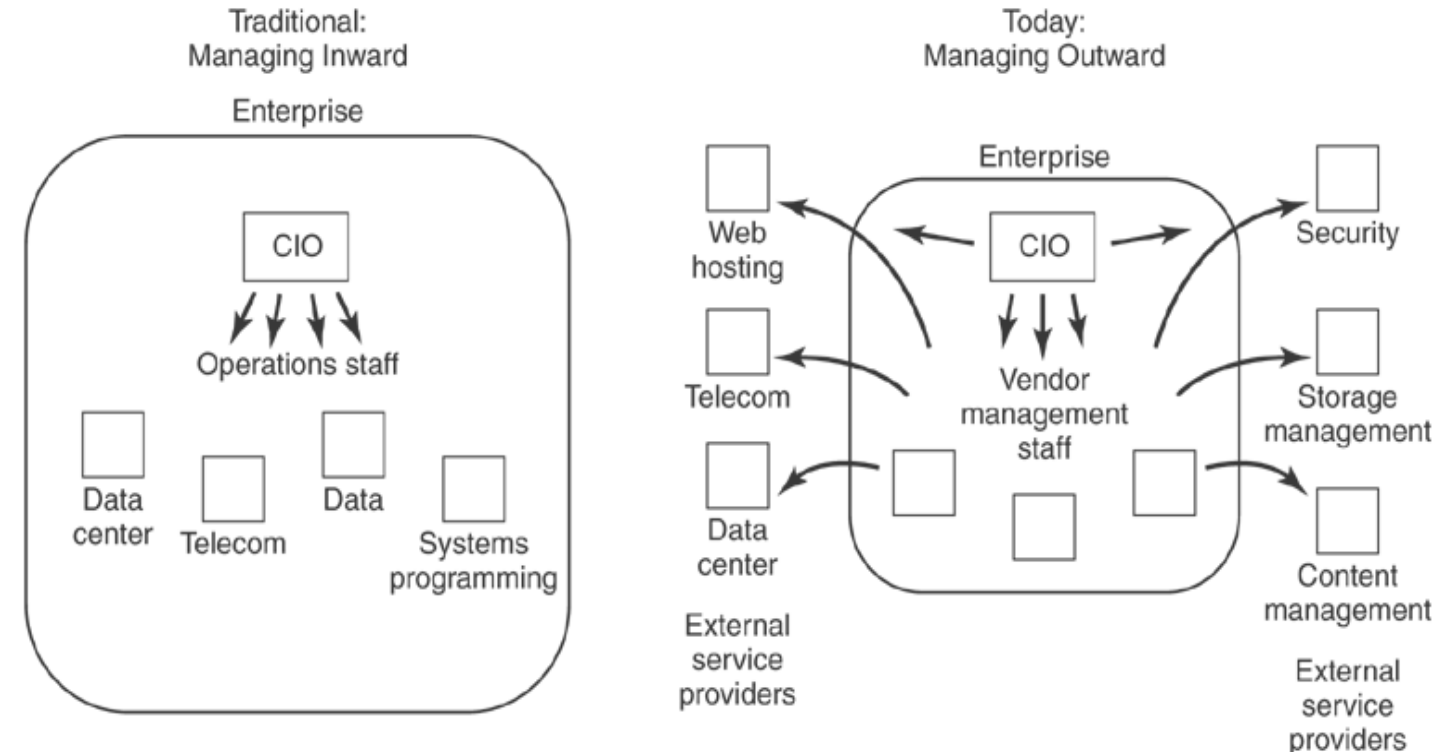 Traditional:
Managing Inward
Enterprise
CIO
Operations staff
Data
center
Telecom
Data
Systems
programming
Today:
Managing Outward
Enterprise
CIO
Vendor
management
staff
Web
hosting
Telecom
Data
center
External
service
providers
Security
Storage
management
Content
management
External
service
providers